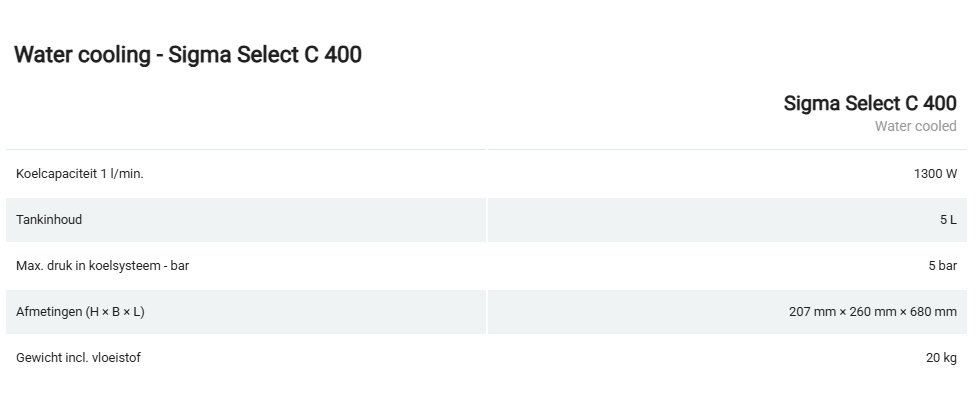 Water cooling - Sigma Select C 400
Sigma Select C 400
Water cooled
Koelcapaciteit 1 l/min. 1300 W
Tankinhoud 5 L
Max. druk in koelsysteem - bar 5 bar
Afmetingen (H × B × L) 207 mm × 260 mm × 680 mm
Gewicht incl. vloeistof 20 kg